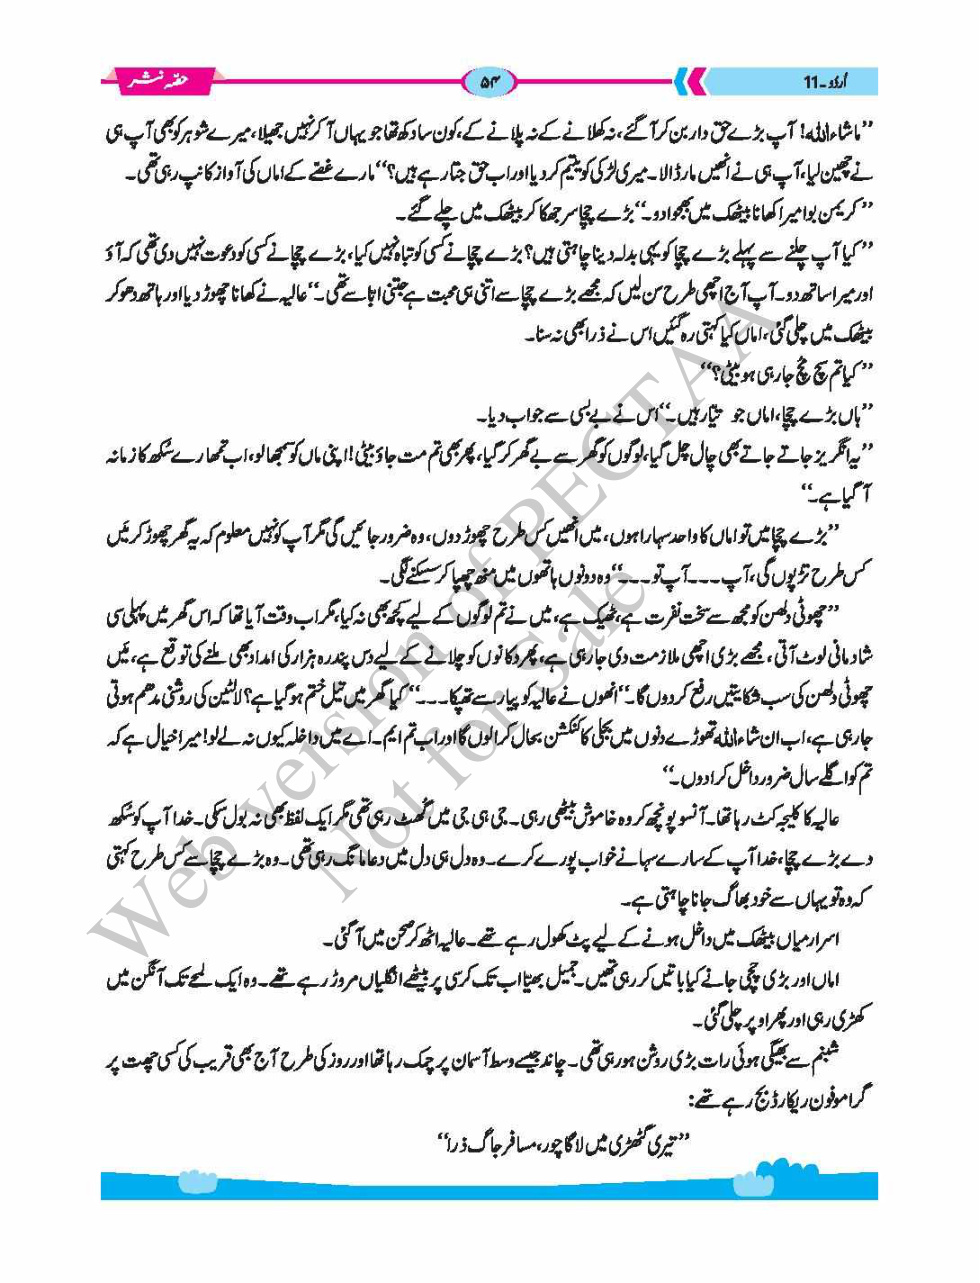 اُردُو۔11
۵۴
حصّہ نثر
’’ماشاء اللہ! آپ بڑے حق دار بن کر آ گئے، نہ کھلانے کے نہ پلانے کے، کون سا دکھ تھا جو یہاں آ کر نہیں جھیلا، میرے شوہر کو بھی آپ ہی
نے چھین لیا، آپ ہی نے انھیں مار ڈالا۔ میری لڑکی کو یتیم کر دیا اور اب حق جتا رہے ہیں؟‘‘ مارے غصّے کے اماں کی آواز کانپ رہی تھی۔
’’کریمن بوا میرا کھانا بیٹھک میں بھجوا دو۔‘‘ بڑے چچا سر جھکا کر بیٹھک میں چلے گئے۔
’’کیا آپ چلنے سے پہلے بڑے چچا کو یہی بدلہ دینا چاہتی ہیں؟ بڑے چچا نے کسی کو تباہ نہیں کیا، بڑے چچا نے کسی کو دعوت نہیں دی تھی کہ آؤ
اور میرا ساتھ دو۔ آپ آج اچھی طرح سن لیں کہ مجھے بڑے چچا سے اتنی ہی محبت ہے جتنی ابّا سے تھی۔‘‘ عالیہ نے کھانا چھوڑ دیا اور ہاتھ دھو کر
بیٹھک میں چلی گئی، اماں کیا کہتی رہ گئیں اس نے ذرا بھی نہ سنا۔
’’کیا تم سچ مُچ جا رہی ہو بیٹی؟‘‘
’’ہاں بڑے چچا، اماں جو تیّار ہیں۔‘‘ اس نے بے بسی سے جواب دیا۔
’’یہ انگریز جاتے جاتے بھی چال چل گیا، لوگوں کو گھر سے بے گھر کر گیا، پھر بھی تم مت جاؤ بیٹی! اپنی ماں کو سمجھا لو، اب تمھارے سُکھ کا زمانہ
آ گیا ہے۔‘‘
’’بڑے چچا میں تو اماں کا واحد سہارا ہوں، میں انھیں کس طرح چھوڑ دوں، وہ ضرور جائیں گی مگر آپ کو نہیں معلوم کہ یہ گھر چھوڑ کر میَں
کس طرح تڑپوں گی، آپ۔۔۔ آپ تو۔۔۔‘‘ وہ دونوں ہاتھوں میں منھ چھپا کر سسکنے لگی۔
’’چھوٹی دلھن کو مجھ سے سخت نفرت ہے، ٹھیک ہے، میں نے تم لوگوں کے لیے کچھ بھی نہ کیا، مگر اب وقت آیا تھا کہ اس گھر میں پہلی سی
شادمانی لوٹ آتی، مجھے بڑی اچھی ملازمت دی جا رہی ہے، پھر دکانوں کو چلانے کے لیے دس پندرہ ہزار کی امداد بھی ملنے کی توقع ہے، میَں
چھوٹی دلھن کی سب شکایتیں رفع کر دوں گا۔‘‘ انھوں نے عالیہ کو پیار سے تھپکا۔۔۔ ’’کیا گھر میں تیل ختم ہو گیا ہے؟ لالٹین کی روشنی مدھم ہوتی
جا رہی ہے، اب ان شاء اللہ تھوڑے دنوں میں بجلی کا کنکشن بحال کرا لوں گا اور اب تم ایم۔ اے میں داخلہ کیوں نہ لے لو! میرا خیال ہے کہ
تم کو اگلے سال ضرور داخل کرا دوں۔‘‘
عالیہ کا کلیجہ کٹ رہا تھا۔ آنسو پونچھ کر وہ خاموش بیٹھی رہی۔ جی ہی جی میں گُھٹ رہی تھی مگر ایک لفظ بھی نہ بول سکی۔ خدا آپ کو سُکھ
دے بڑے چچا، خدا آپ کے سارے سہانے خواب پورے کرے۔ وہ دل ہی دل میں دعا مانگ رہی تھی۔ وہ بڑے چچا سے کس طرح کہتی
کہ وہ تو یہاں سے خود بھاگ جانا چاہتی ہے۔
اسرار میاں بیٹھک میں داخل ہونے کے لیے پٹ کھول رہے تھے۔ عالیہ اٹھ کر صحن میں آ گئی۔
اماں اور بڑی چچی جانے کیا باتیں کر رہی تھیں۔ جمیل بھیّا اب تک کرسی پر بیٹھے انگلیاں مروڑ رہے تھے۔ وہ ایک لمحے تک آنگن میں
کھڑی رہی اور پھر اوپر چلی گئی۔
شبنم سے بھیگی ہوئی رات بڑی روشن ہو رہی تھی۔ چاند جیسے وسطِ آسمان پر چمک رہا تھا اور روز کی طرح آج بھی قریب کی کسی چھت پر
گراموفون ریکارڈ بج رہے تھے:
’’تیری گٹھڑی میں لاگا چور، مسافر جاگ ذرا‘‘
Web version of PECTAA
Not for Sale